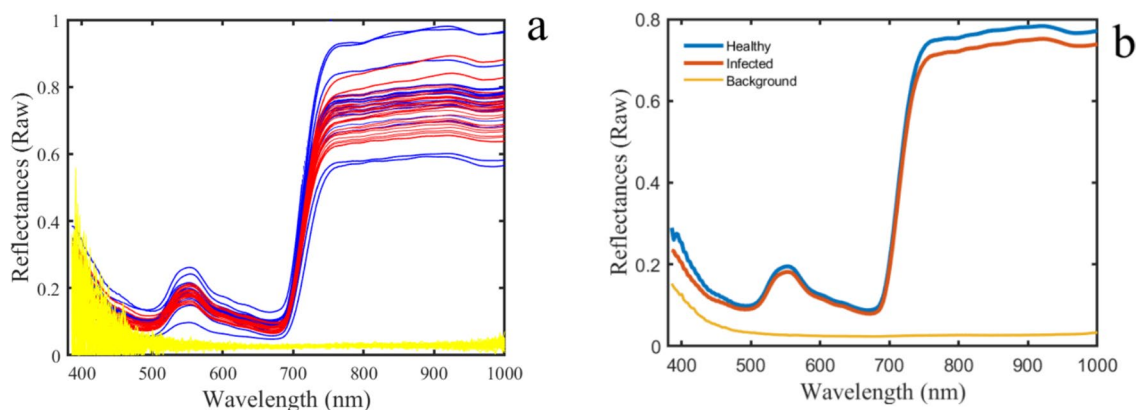 a
1
0.8
0.6
0.4
0.2
0
400 500 600 700 800 900 1000
Wavelength (nm)
Reflectances (Raw)
b
Healthy
Infected
Background
0.8
0.6
0.4
0.2
0
400 500 600 700 800 900 1000
Wavelength (nm)
Reflectances (Raw)